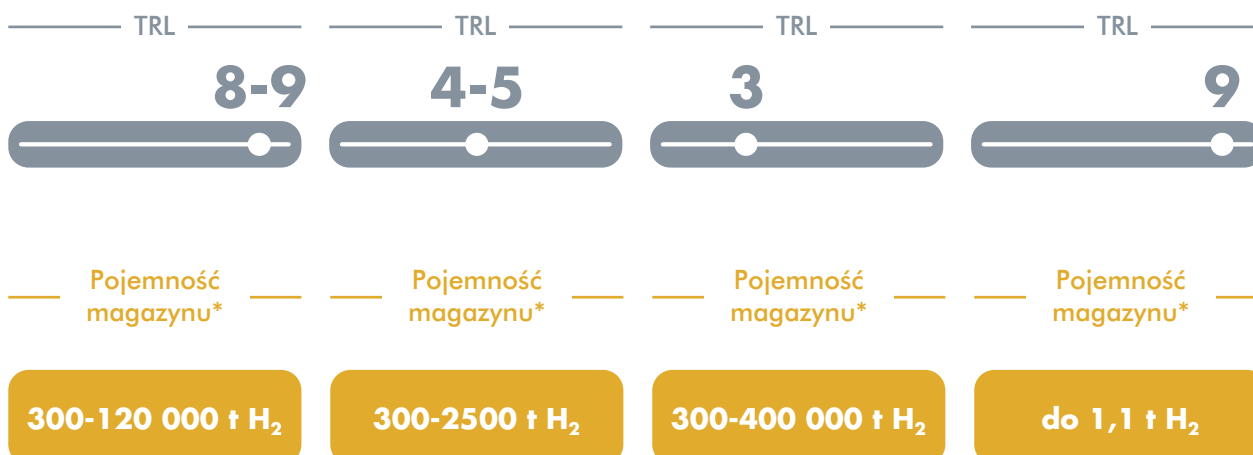 TRL TRL TRL TRL
8-9 4-5 3 9
Pojemność Pojemność Pojemność Pojemność
magazynu* magazynu* magazynu* magazynu*
300-120 000 t H₂ 300-2500 t H₂ 300-400 000 t H₂ do 1,1 t H₂